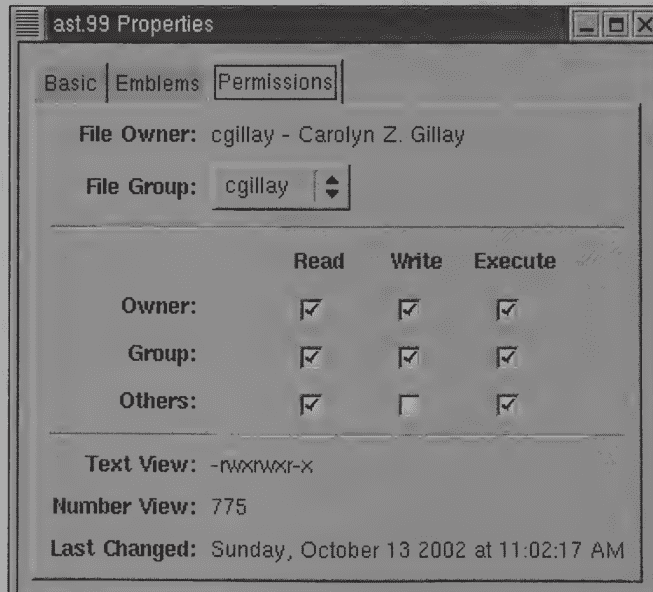 ast.99 Properties
Basic Emblems Permissions
File Owner: cgillay - Carolyn Z. Gillay
File Group: cgillay
Read Write Execute
Owner:
Group:
Others:
Text View: -rwxrwxr-x
Number View: 775
Last Changed: Sunday, October 13 2002 at 11:02:17 AM